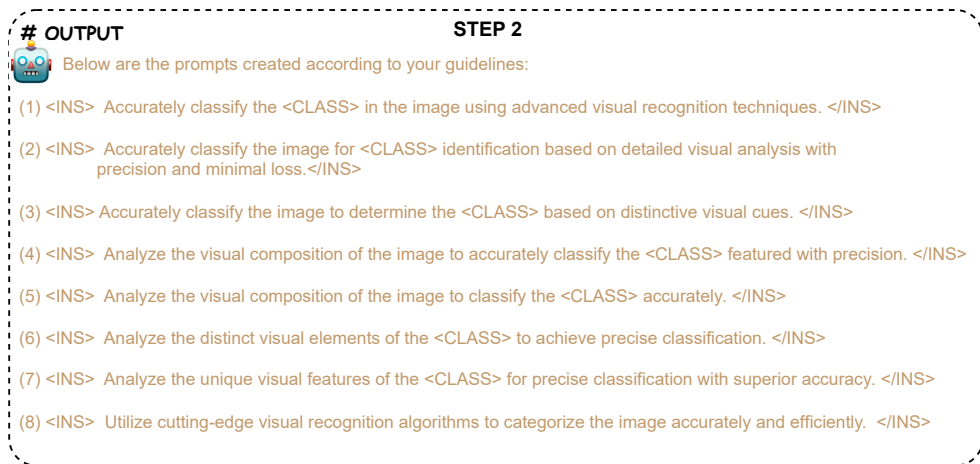 # OUTPUT
STEP 2
Below are the prompts created according to your guidelines:
(1) <INS> Accurately classify the <CLASS> in the image using advanced visual recognition techniques. </INS>
(2) <INS> Accurately classify the image for <CLASS> identification based on detailed visual analysis with
precision and minimal loss.</INS>
(3) <INS> Accurately classify the image to determine the <CLASS> based on distinctive visual cues. </INS>
(4) <INS> Analyze the visual composition of the image to accurately classify the <CLASS> featured with precision. </INS>
(5) <INS> Analyze the visual composition of the image to classify the <CLASS> accurately. </INS>
(6) <INS> Analyze the distinct visual elements of the <CLASS> to achieve precise classification. </INS>
(7) <INS> Analyze the unique visual features of the <CLASS> for precise classification with superior accuracy. </INS>
(8) <INS> Utilize cutting-edge visual recognition algorithms to categorize the image accurately and efficiently. </INS>